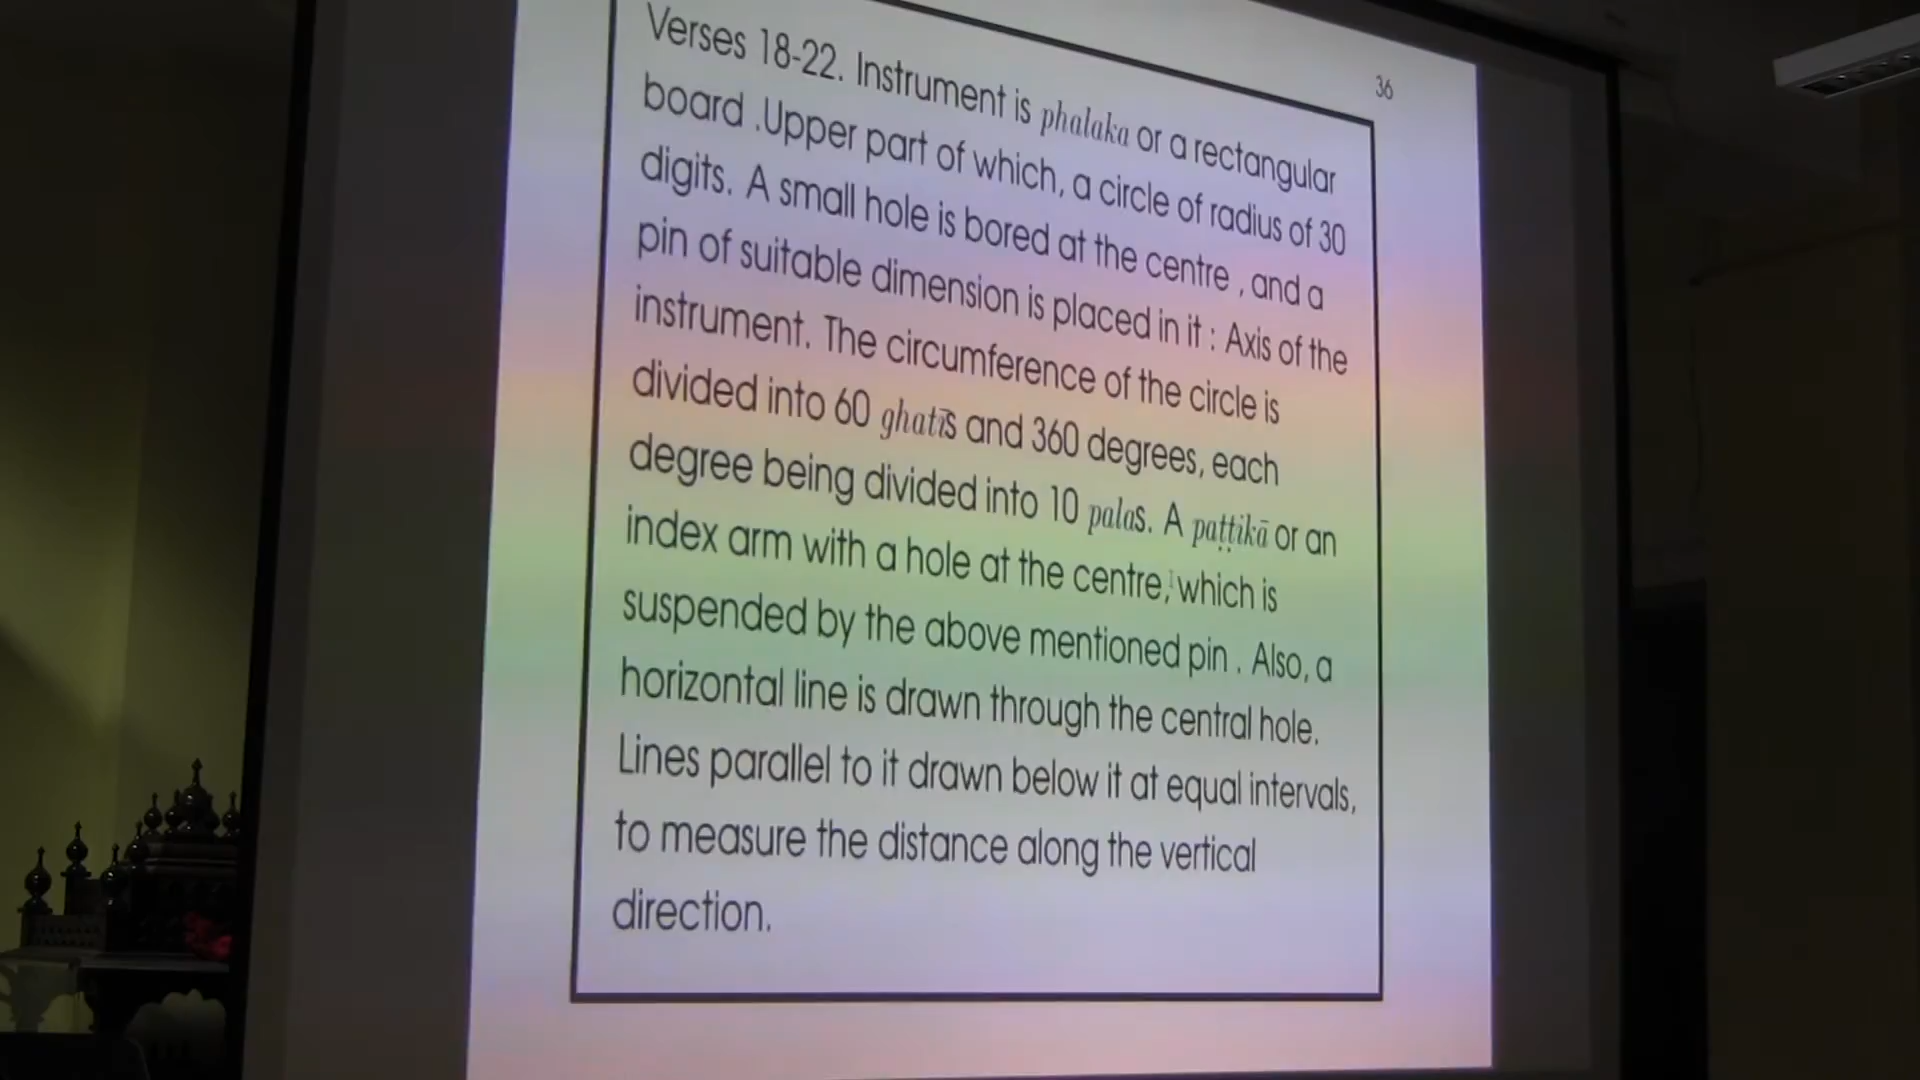 36
Verses 18-22. Instrument is phalaka or a rectangular
board .Upper part of which, a circle of radius of 30
digits. A small hole is bored at the centre , and a
pin of suitable dimension is placed in it : Axis of the
instrument. The circumference of the circle is
divided into 60 ghatīs and 360 degrees, each
degree being divided into 10 palas. A paṭṭikā or an
index arm with a hole at the centre, which is
suspended by the above mentioned pin . Also, a
horizontal line is drawn through the central hole.
Lines parallel to it drawn below it at equal intervals,
to measure the distance along the vertical
direction.